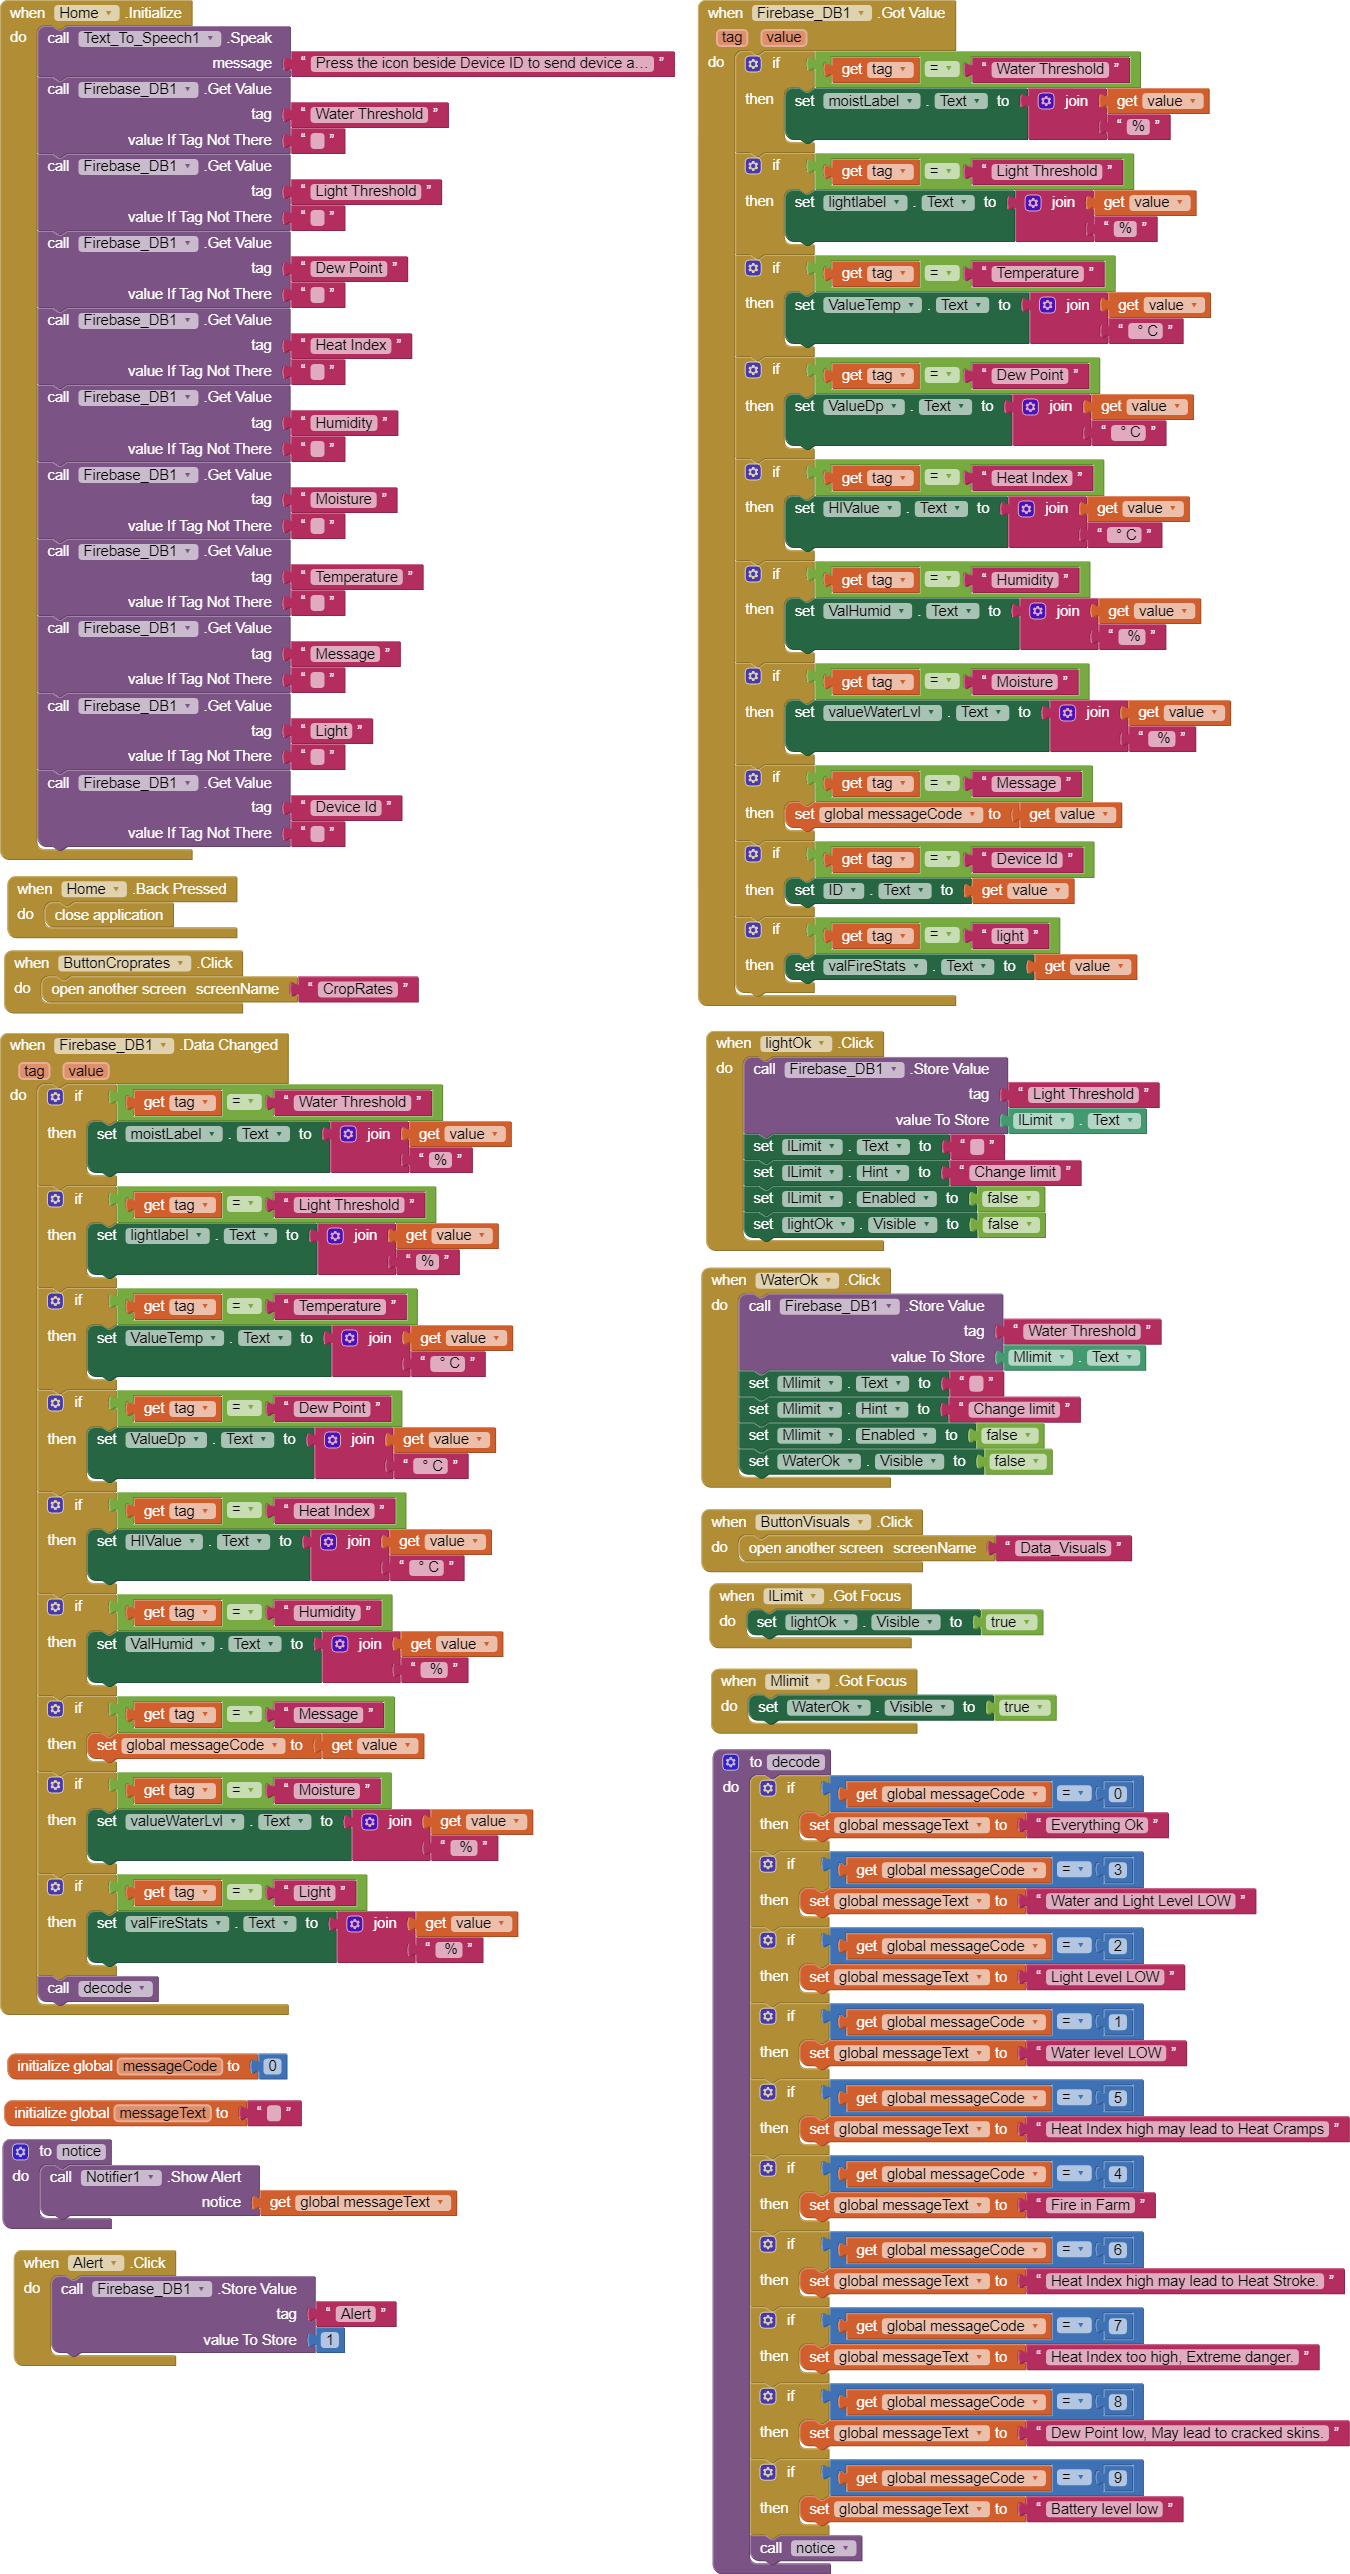 when Home .Initialize
do call Text_To_Speech1 .Speak
message “ Press the icon beside Device ID to send device a... ”
call Firebase_DB1 .Get Value
tag “ Water Threshold ”
value If Tag Not There “ ”
call Firebase_DB1 .Get Value
tag “ Light Threshold ”
value If Tag Not There “ ”
call Firebase_DB1 .Get Value
tag “ Dew Point ”
value If Tag Not There “ ”
call Firebase_DB1 .Get Value
tag “ Heat Index ”
value If Tag Not There “ ”
call Firebase_DB1 .Get Value
tag “ Humidity ”
value If Tag Not There “ ”
call Firebase_DB1 .Get Value
tag “ Moisture ”
value If Tag Not There “ ”
call Firebase_DB1 .Get Value
tag “ Temperature ”
value If Tag Not There “ ”
call Firebase_DB1 .Get Value
tag “ Message ”
value If Tag Not There “ ”
call Firebase_DB1 .Get Value
tag “ Light ”
value If Tag Not There “ ”
call Firebase_DB1 .Get Value
tag “ Device Id ”
value If Tag Not There “ ”
when Home .Back Pressed
do close application
when ButtonCroprates .Click
do open another screen screenName “ CropRates ”
when Firebase_DB1 .Data Changed
tag value
do if get tag = “ Water Threshold ”
then set moistLabel . Text to join get value
“ % ”
if get tag = “ Light Threshold ”
then set lightlabel . Text to join get value
“ % ”
if get tag = “ Temperature ”
then set ValueTemp . Text to join get value
“ ° C ”
if get tag = “ Dew Point ”
then set ValueDp . Text to join get value
“ ° C ”
if get tag = “ Heat Index ”
then set HIValue . Text to join get value
“ ° C ”
if get tag = “ Humidity ”
then set ValHumid . Text to join get value
“ % ”
if get tag = “ Message ”
then set global messageCode to get value
if get tag = “ Moisture ”
then set valueWaterLvl . Text to join get value
“ % ”
if get tag = “ Light ”
then set valFireStats . Text to join get value
“ % ”
call decode
initialize global messageCode to 0
initialize global messageText to “ ”
to notice
do call Notifier1 .Show Alert
notice get global messageText
when Alert .Click
do call Firebase_DB1 .Store Value
tag “ Alert ”
value To Store 1
when Firebase_DB1 .Got Value
tag value
do if get tag = “ Water Threshold ”
then set moistLabel . Text to join get value
“ % ”
if get tag = “ Light Threshold ”
then set lightlabel . Text to join get value
“ % ”
if get tag = “ Temperature ”
then set ValueTemp . Text to join get value
“ ° C ”
if get tag = “ Dew Point ”
then set ValueDp . Text to join get value
“ ° C ”
if get tag = “ Heat Index ”
then set HIValue . Text to join get value
“ ° C ”
if get tag = “ Humidity ”
then set ValHumid . Text to join get value
“ % ”
if get tag = “ Moisture ”
then set valueWaterLvl . Text to join get value
“ % ”
if get tag = “ Message ”
then set global messageCode to get value
if get tag = “ Device Id ”
then set ID . Text to get value
if get tag = “ light ”
then set valFireStats . Text to get value
when lightOk .Click
do call Firebase_DB1 .Store Value
tag “ Light Threshold ”
value To Store lLimit . Text
set lLimit . Text to “ ”
set lLimit . Hint to “ Change limit ”
set lLimit . Enabled to false
set lightOk . Visible to false
when WaterOk .Click
do call Firebase_DB1 .Store Value
tag “ Water Threshold ”
value To Store Mlimit . Text
set Mlimit . Text to “ ”
set Mlimit . Hint to “ Change limit ”
set Mlimit . Enabled to false
set WaterOk . Visible to false
when ButtonVisuals .Click
do open another screen screenName “ Data_Visuals ”
when lLimit .Got Focus
do set lightOk . Visible to true
when Mlimit .Got Focus
do set WaterOk . Visible to true
to decode
do if get global messageCode = 0
then set global messageText to “ Everything Ok ”
if get global messageCode = 3
then set global messageText to “ Water and Light Level LOW ”
if get global messageCode = 2
then set global messageText to “ Light Level LOW ”
if get global messageCode = 1
then set global messageText to “ Water level LOW ”
if get global messageCode = 5
then set global messageText to “ Heat Index high may lead to Heat Cramps ”
if get global messageCode = 4
then set global messageText to “ Fire in Farm ”
if get global messageCode = 6
then set global messageText to “ Heat Index high may lead to Heat Stroke. ”
if get global messageCode = 7
then set global messageText to “ Heat Index too high, Extreme danger. ”
if get global messageCode = 8
then set global messageText to “ Dew Point low, May lead to cracked skins. ”
if get global messageCode = 9
then set global messageText to “ Battery level low ”
call notice